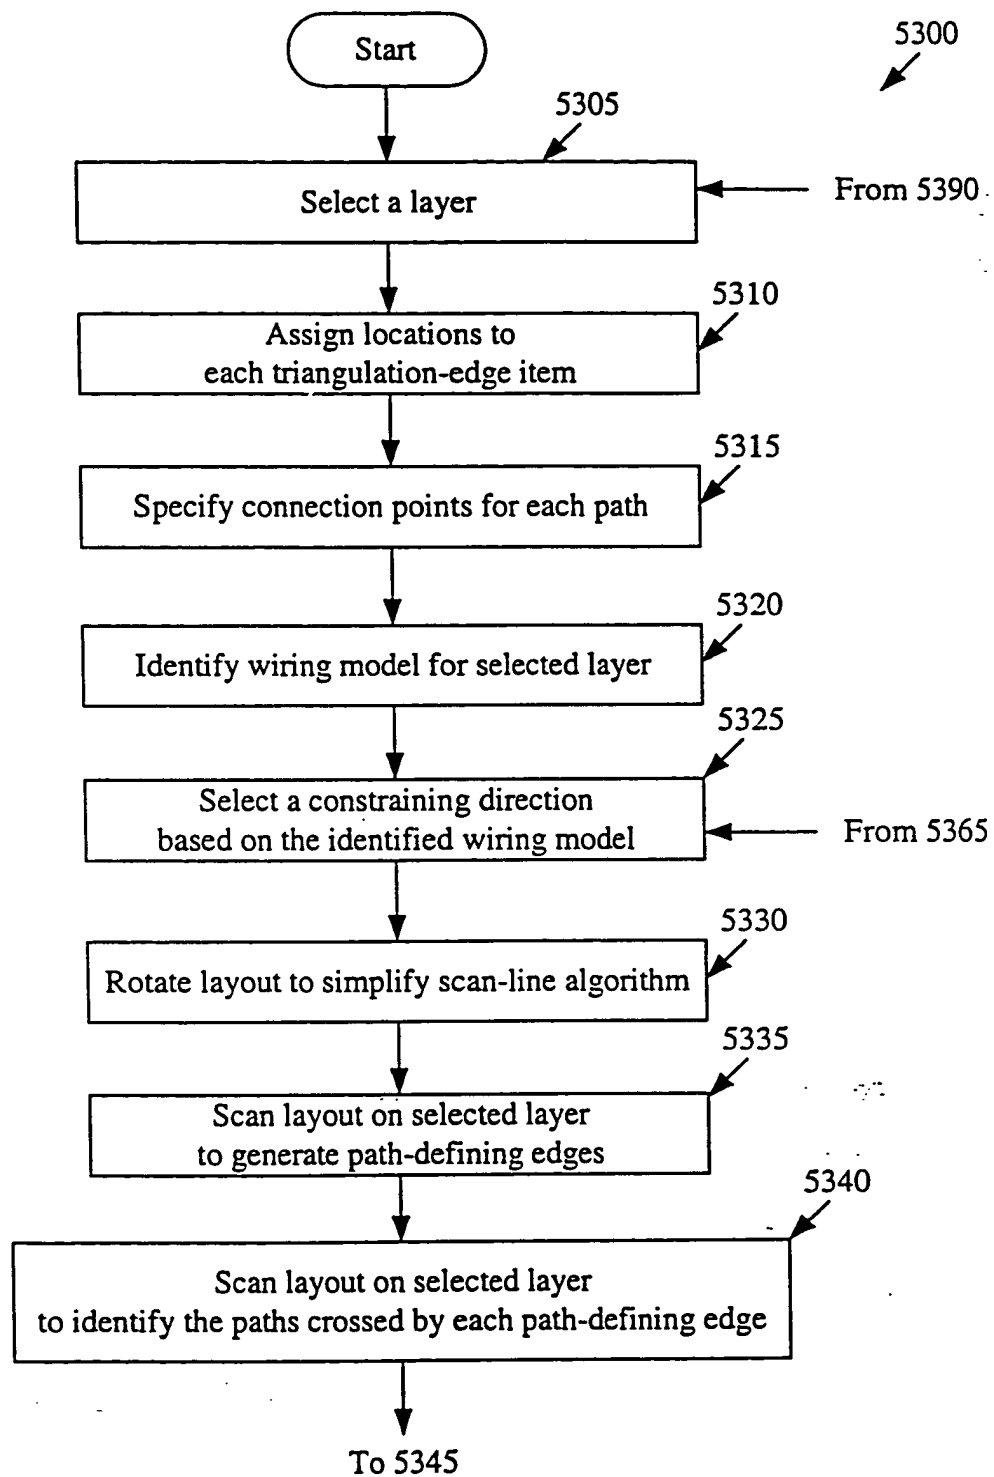 Start
5300
5305
Select a layer
From 5390
5310
Assign locations to
each triangulation-edge item
5315
Specify connection points for each path
5320
Identify wiring model for selected layer
5325
Select a constraining direction
based on the identified wiring model
From 5365
5330
Rotate layout to simplify scan-line algorithm
5335
Scan layout on selected layer
to generate path-defining edges
5340
Scan layout on selected layer
to identify the paths crossed by each path-defining edge
To 5345